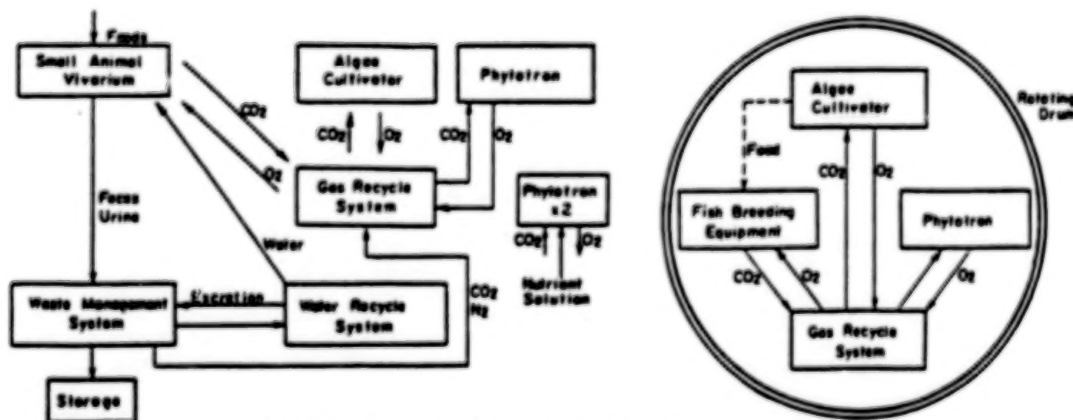 Foods
Small Animal
Vivarium
CO2
O2
Algae
Cultivator
CO2
O2
Phytotron
CO2
O2
Gas Recycle
System
Phytotron
x2
CO2
O2
Nutrient
Solution
Feces
Urine
Water
Waste Management
System
Excretion
Water Recycle
System
CO2
N2
Storage
Rotating
Drum
Algae
Cultivator
Food
CO2
O2
Fish Breeding
Equipment
Phytotron
CO2
O2
O2
Gas Recycle
System